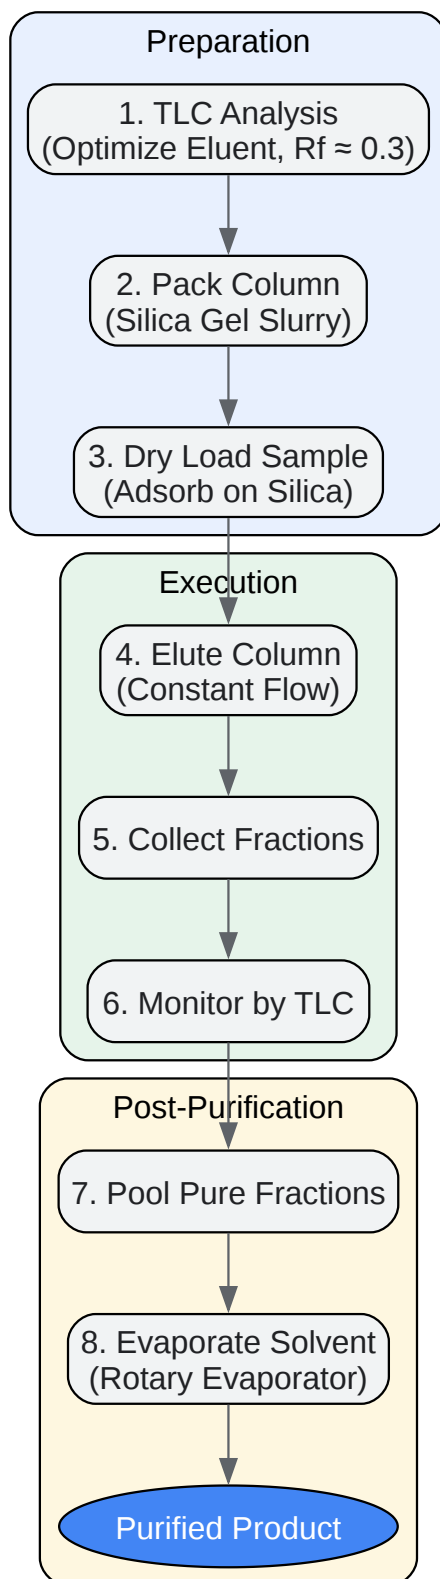 Preparation
1. TLC Analysis
(Optimize Eluent, Rf ≈ 0.3)
2. Pack Column
(Silica Gel Slurry)
3. Dry Load Sample
(Adsorb on Silica)
Execution
4. Elute Column
(Constant Flow)
5. Collect Fractions
6. Monitor by TLC
Post-Purification
7. Pool Pure Fractions
8. Evaporate Solvent
(Rotary Evaporator)
Purified Product